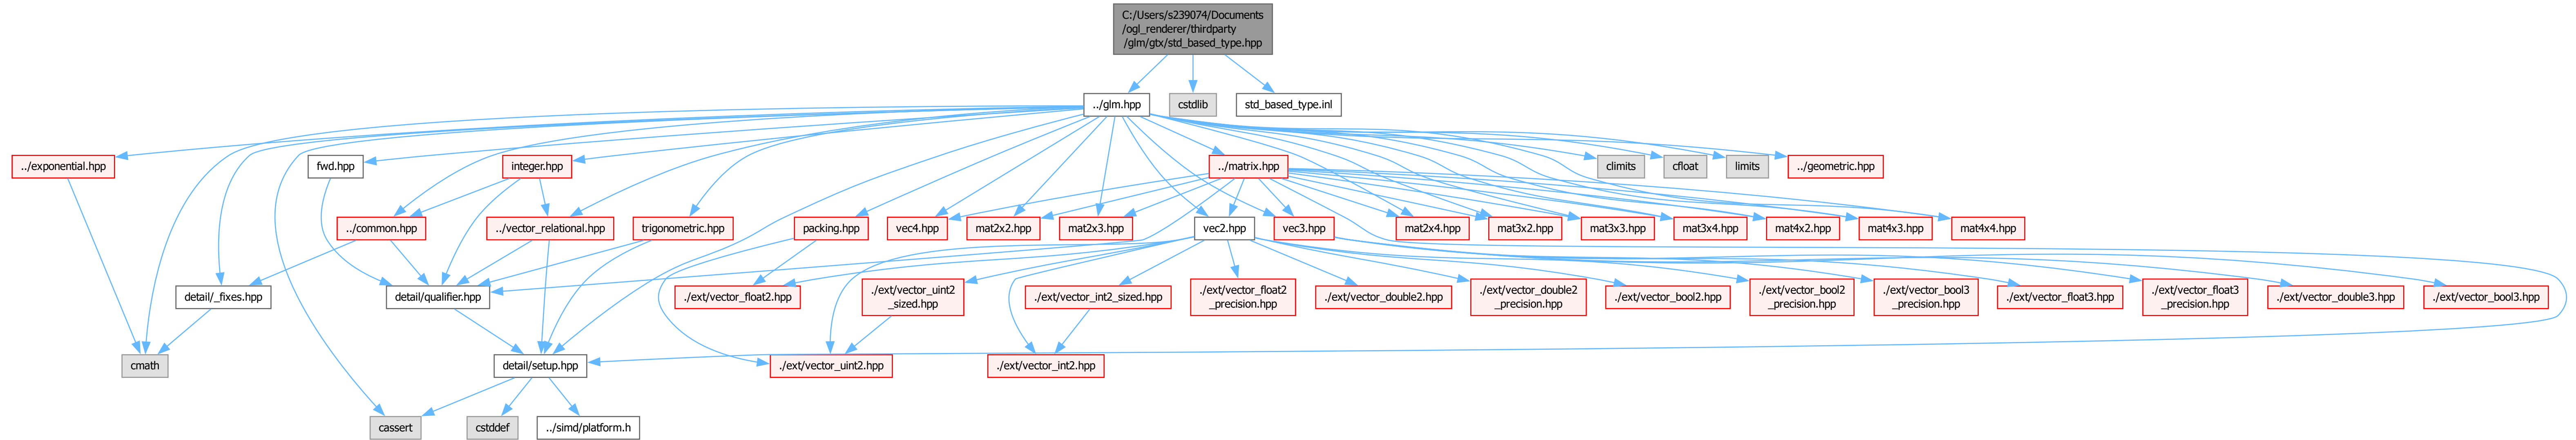 C:/Users/s239074/Documents
/ogl_renderer/thirdparty
/glm/gtx/std_based_type.hpp
../glm.hpp
cstdlib
std_based_type.inl
../exponential.hpp
fwd.hpp
integer.hpp
../matrix.hpp
climits
cfloat
limits
../geometric.hpp
../common.hpp
../vector_relational.hpp
trigonometric.hpp
packing.hpp
vec4.hpp
mat2x2.hpp
mat2x3.hpp
vec2.hpp
vec3.hpp
mat2x4.hpp
mat3x2.hpp
mat3x3.hpp
mat3x4.hpp
mat4x2.hpp
mat4x3.hpp
mat4x4.hpp
detail/_fixes.hpp
detail/qualifier.hpp
./ext/vector_float2.hpp
./ext/vector_uint2
_sized.hpp
./ext/vector_int2_sized.hpp
./ext/vector_float2
_precision.hpp
./ext/vector_double2.hpp
./ext/vector_double2
_precision.hpp
./ext/vector_bool2.hpp
./ext/vector_bool2
_precision.hpp
./ext/vector_bool3
_precision.hpp
./ext/vector_float3.hpp
./ext/vector_float3
_precision.hpp
./ext/vector_double3.hpp
./ext/vector_bool3.hpp
cmath
detail/setup.hpp
./ext/vector_uint2.hpp
./ext/vector_int2.hpp
cassert
cstddef
../simd/platform.h